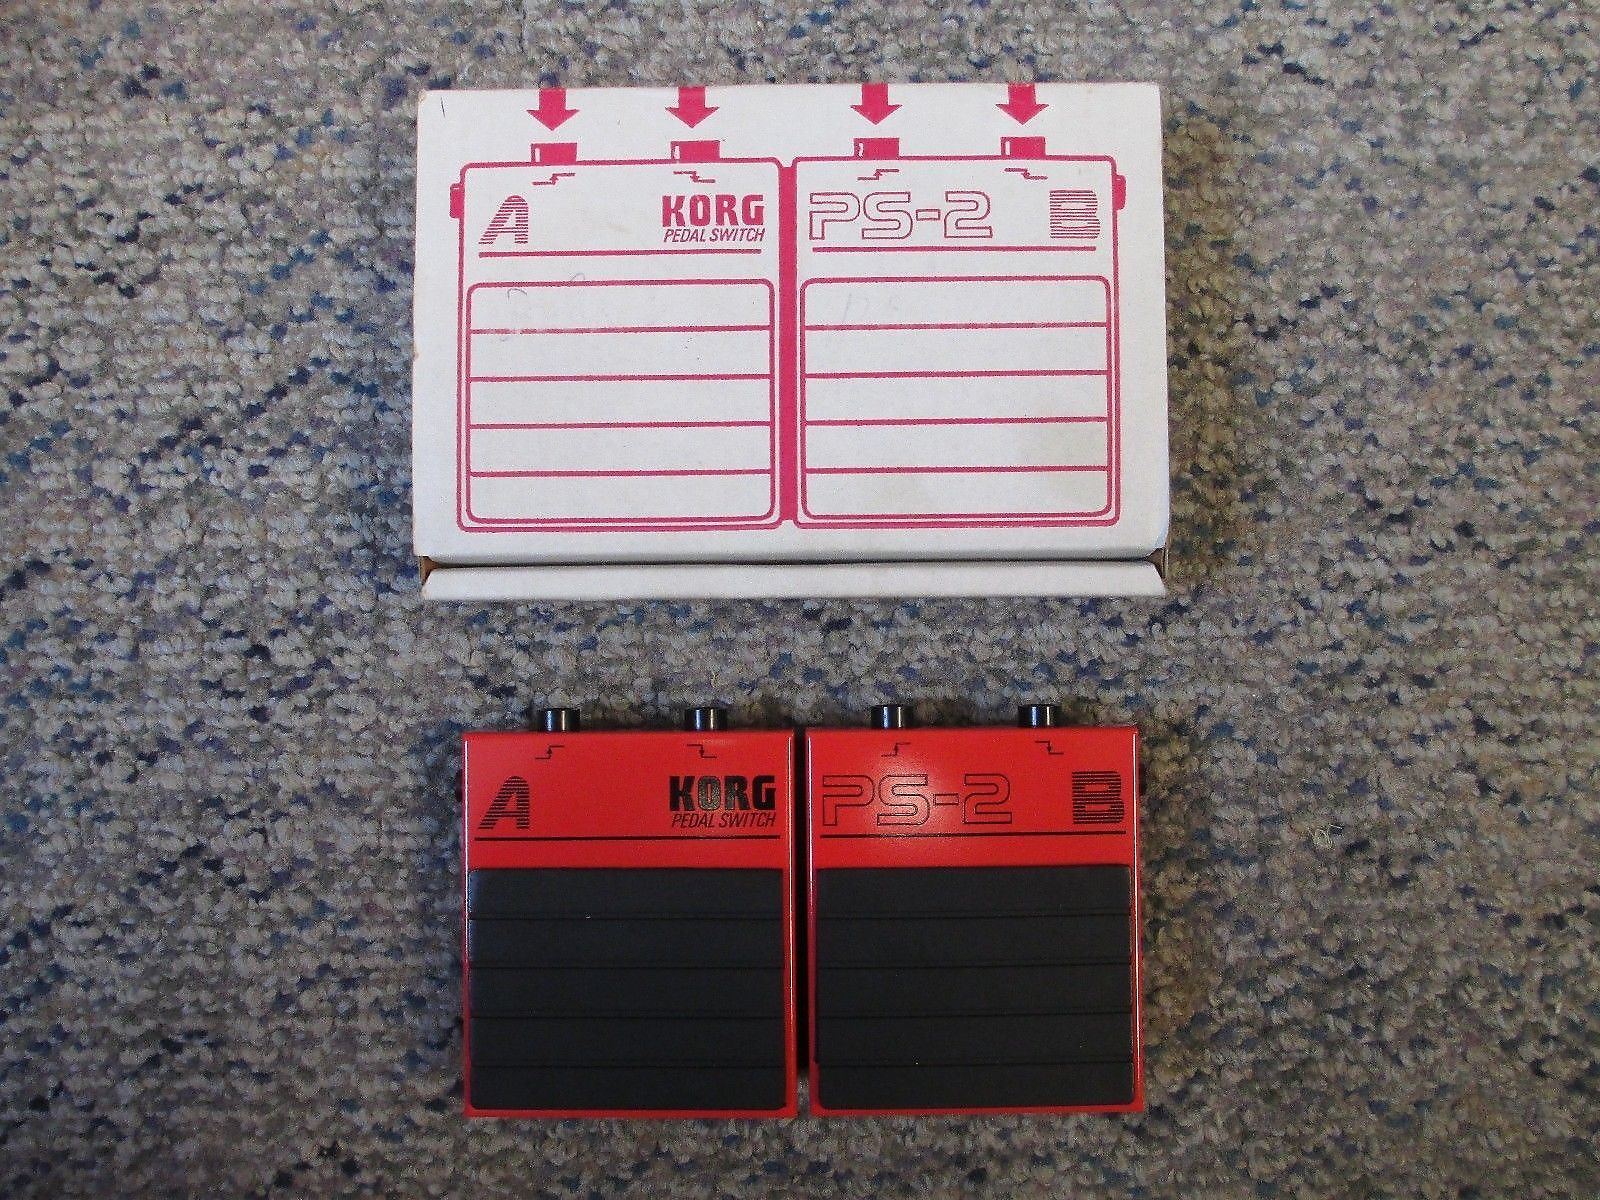 A KORG PS-2 B
PEDAL SWITCH
A KORG PS-2 B
PEDAL SWITCH